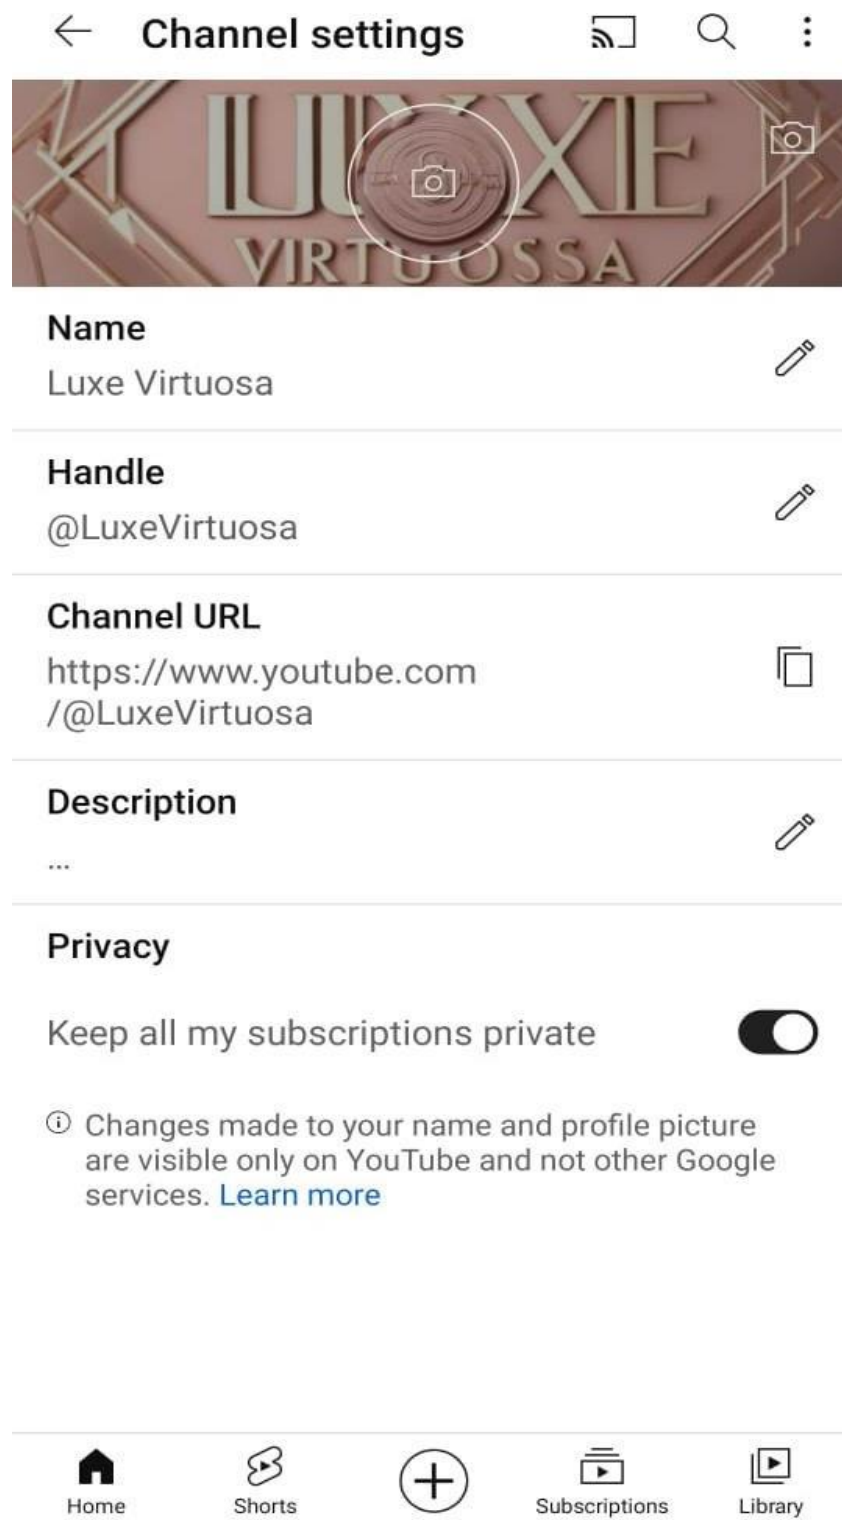 Channel settings
LUXE
VIRTUOSSA
Name
Luxe Virtuosa
Handle
@LuxeVirtuosa
Channel URL
https://www.youtube.com
/@LuxeVirtuosa
Description
...
Privacy
Keep all my subscriptions private
Changes made to your name and profile picture
are visible only on YouTube and not other Google
services. Learn more
Home
Shorts
Subscriptions
Library